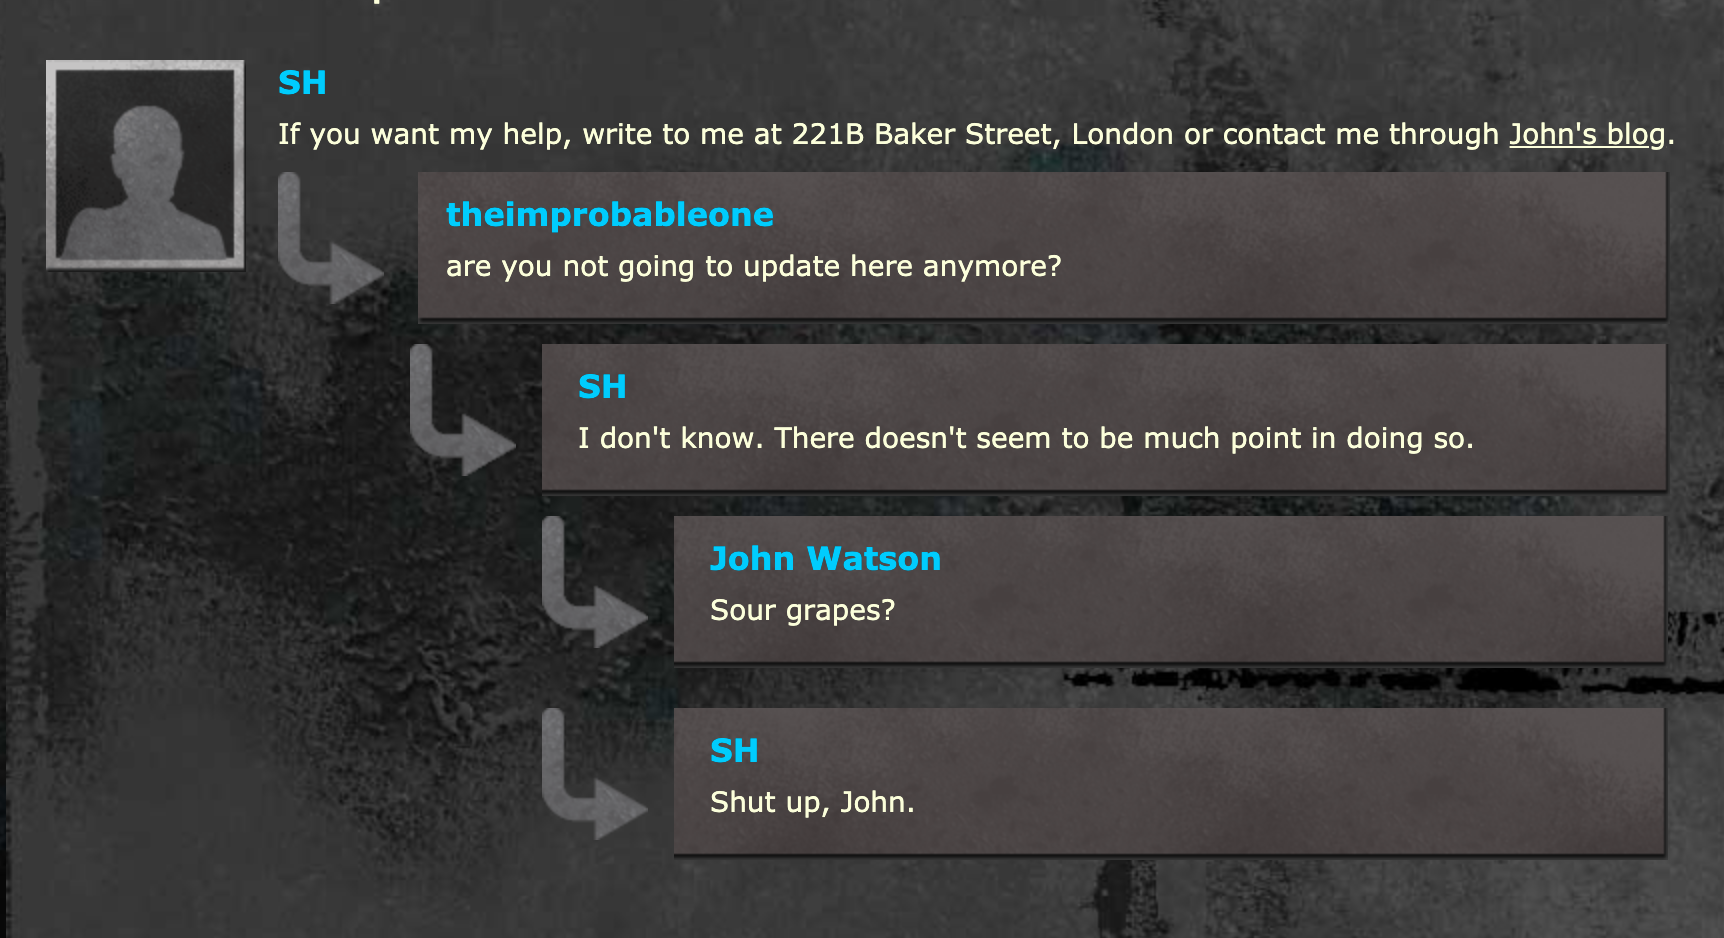 SH
If you want my help, write to me at 221B Baker Street, London or contact me through John's blog.
theimprobableone
are you not going to update here anymore?
SH
I don't know. There doesn't seem to be much point in doing so.
John Watson
Sour grapes?
SH
Shut up, John.